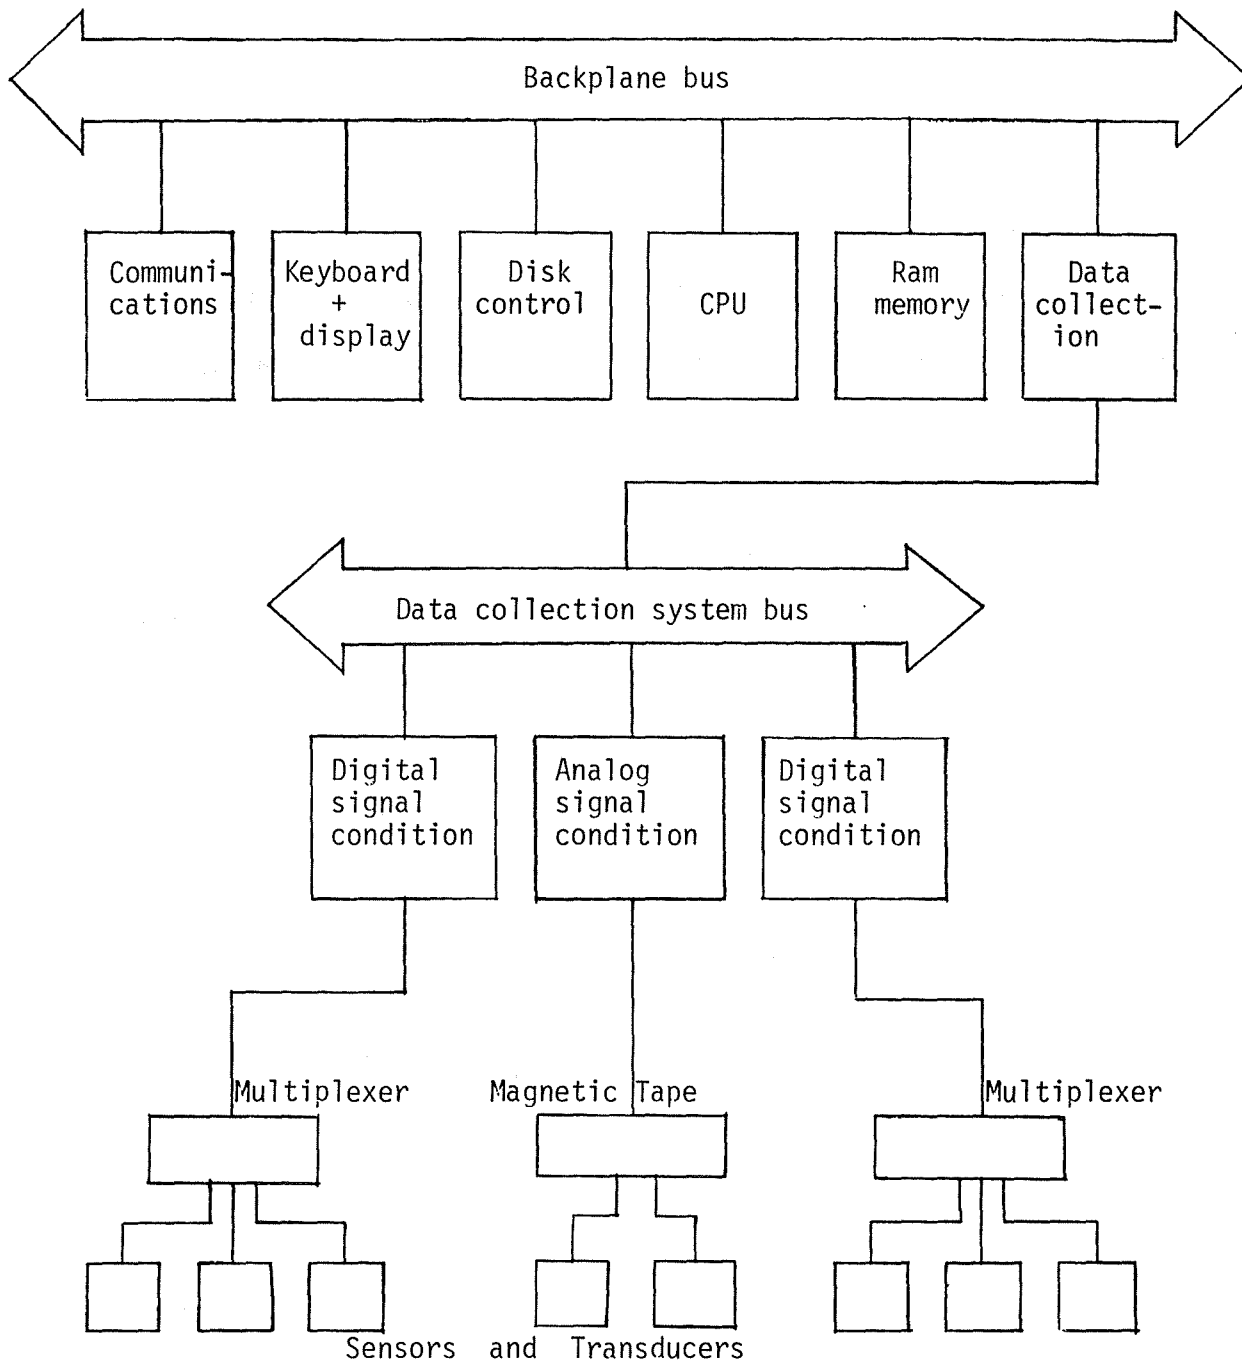 Backplane bus
Communi-
cations
Keyboard
+
display
Disk
control
CPU
Ram
memory
Data
collect-
ion
Data collection system bus
Digital
signal
condition
Analog
signal
condition
Digital
signal
condition
Multiplexer
Magnetic Tape
Multiplexer
Sensors and Transducers